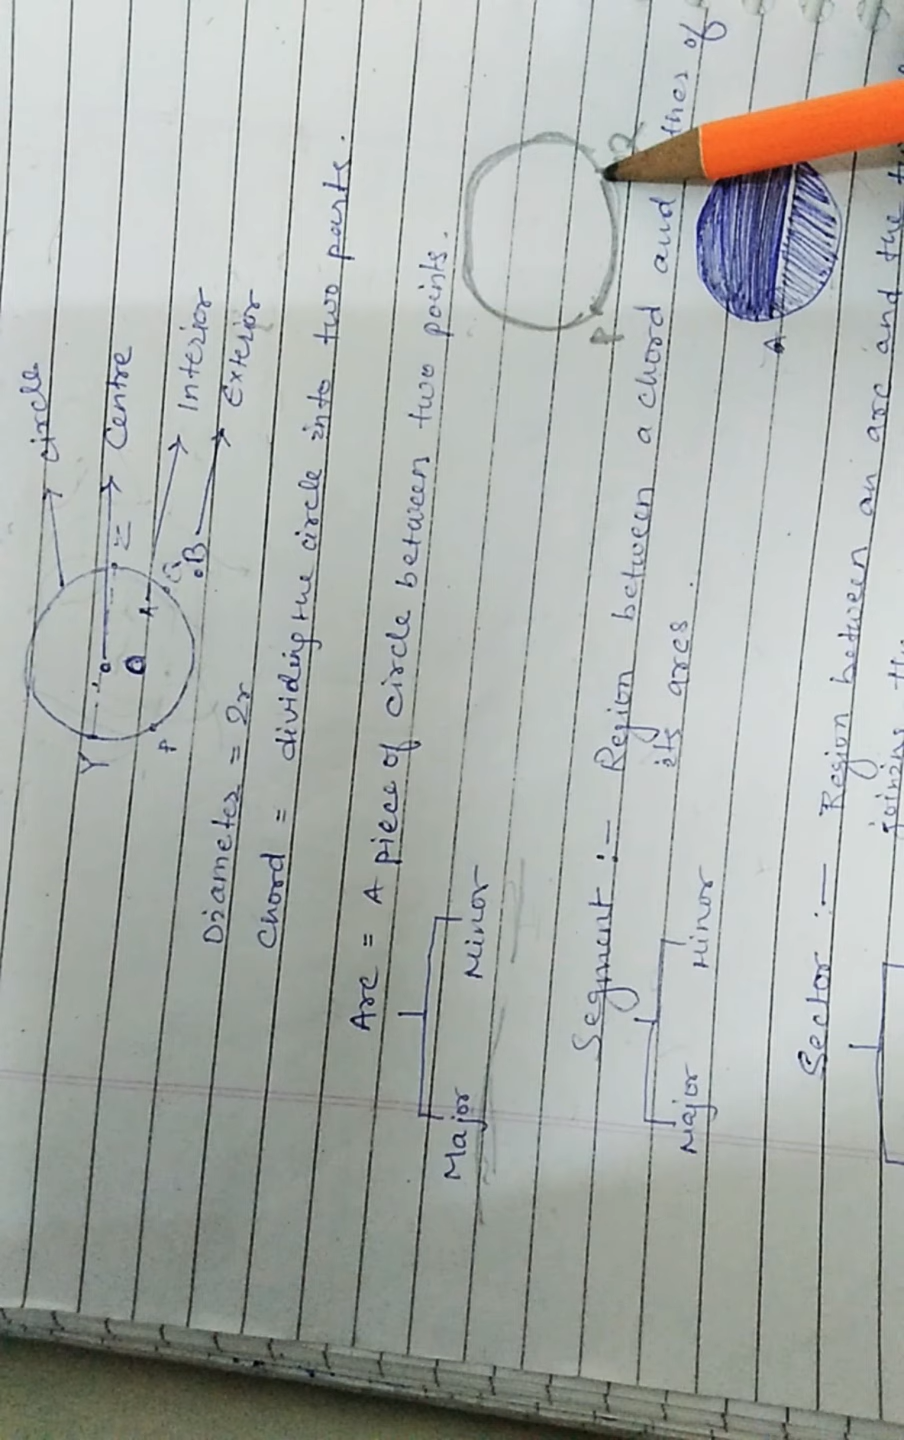 circle
Y
O
Z
Centre
A
Interior
P
Q
.B
Exterior
Diameter = 2r
Chord = dividing the circle into two parts.
Arc = A piece of circle between two points.
Major Minor
P
Segment :- Region between a chord and of
its arcs.
Major Minor
A
Sector :- Region between an arc and the
joining